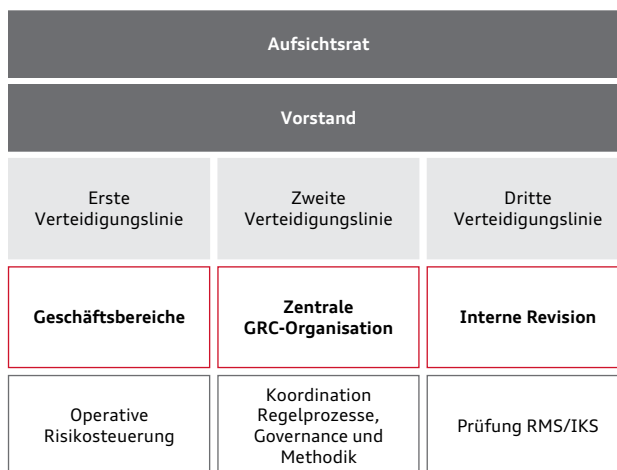 Aufsichtsrat
Vorstand
Erste
Verteidigungslinie
Zweite
Verteidigungslinie
Dritte
Verteidigungslinie
Geschäftsbereiche
Zentrale
GRC-Organisation
Interne Revision
Operative
Risikosteuerung
Koordination
Regelprozesse,
Governance und
Methodik
Prüfung RMS/IKS